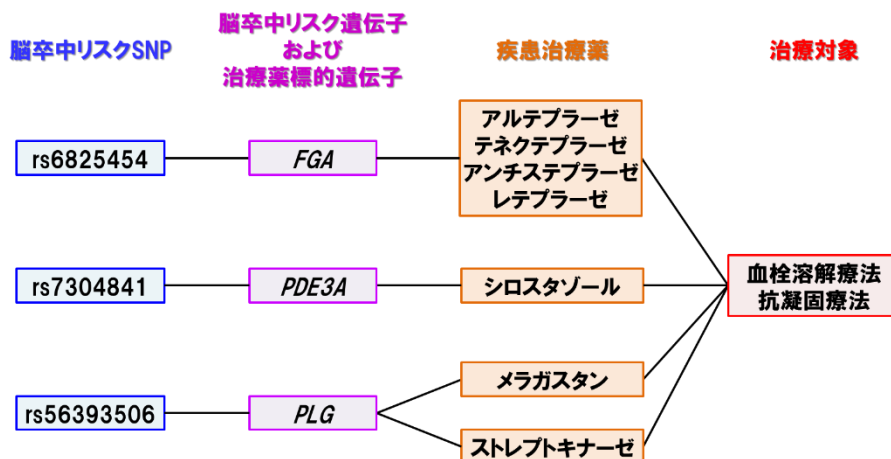 脳卒中リスクSNP
脳卒中リスク遺伝子
および
治療薬標的遺伝子
疾患治療薬
治療対象
rs6825454
FGA
アルテプラーゼ
テネクテプラーゼ
アンチステプラーゼ
レテプラーゼ
rs7304841
PDE3A
シロスタゾール
血栓溶解療法
抗凝固療法
rs56393506
PLG
メラガスタン
ストレプトキナーゼ